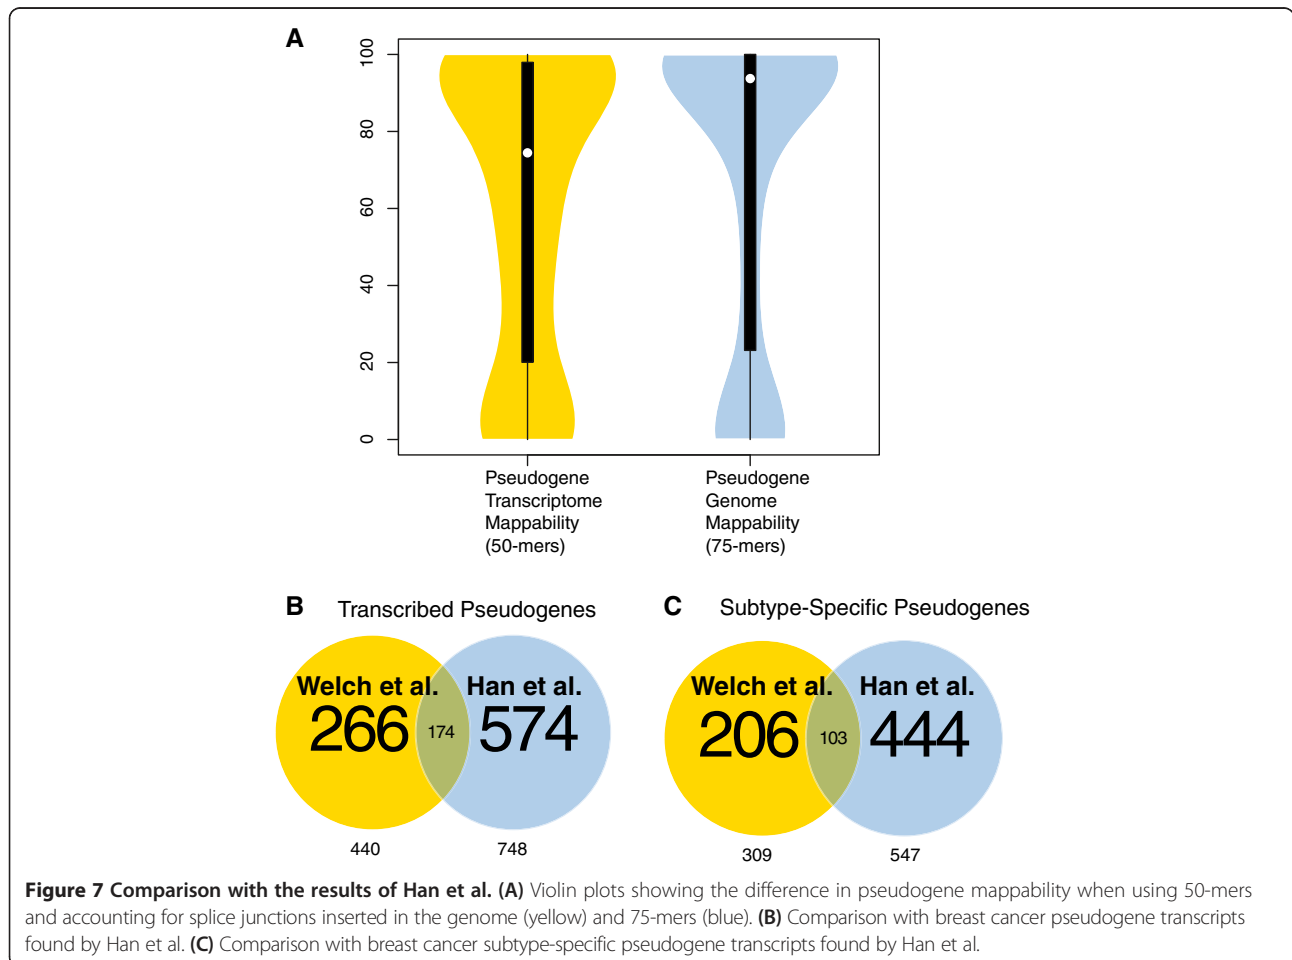 A
100
80
60
40
20
0
Pseudogene
Transcriptome
Mappability
(50-mers)
Pseudogene
Genome
Mappability
(75-mers)
B Transcribed Pseudogenes
Welch et al. Han et al.
266 174 574
440 748
C Subtype-Specific Pseudogenes
Welch et al. Han et al.
206 103 444
309 547
Figure 7 Comparison with the results of Han et al. (A) Violin plots showing the difference in pseudogene mappability when using 50-mers
and accounting for splice junctions inserted in the genome (yellow) and 75-mers (blue). (B) Comparison with breast cancer pseudogene transcripts
found by Han et al. (C) Comparison with breast cancer subtype-specific pseudogene transcripts found by Han et al.